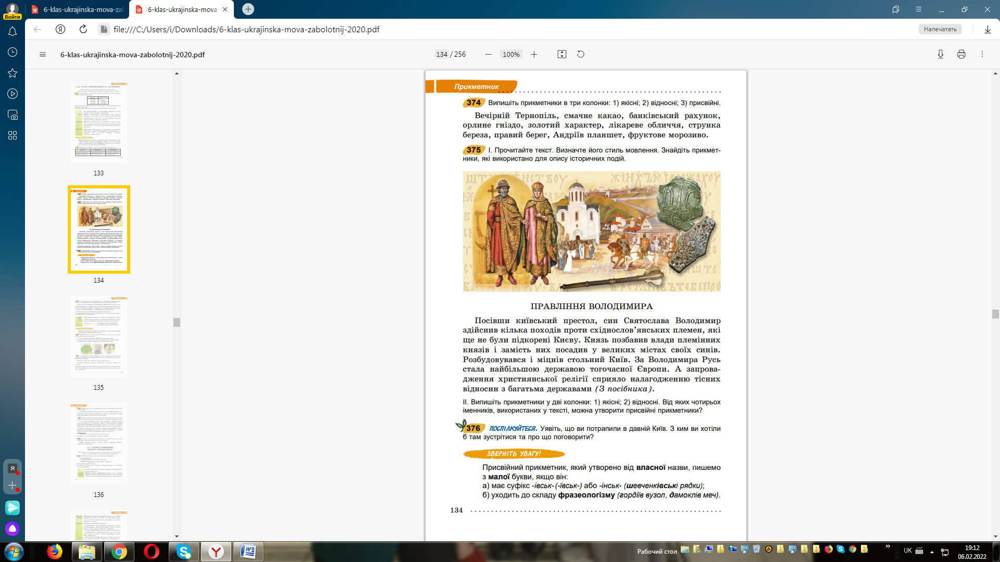 6-klas-ukrajinska-mova-za
6-klas-ukrajinska-mova-
Войти
file:///C:/Users/i/Downloads/6-klas-ukrajinska-mova-zabolotnij-2020.pdf
Напечатать
6-klas-ukrajinska-mova-zabolotnij-2020.pdf
134 / 256
100%
133
134
135
136
Прикметник
374 Випишіть прикметники в три колонки: 1) якісні; 2) відносні; 3) присвійні.
Вечірній Тернопіль, смачне какао, банківський рахунок,
орлине гніздо, золотий характер, лікареве обличчя, струнка
береза, правий берег, Андріїв планшет, фруктове морозиво.
375 І. Прочитайте текст. Визначте його стиль мовлення. Знайдіть прикмет-
ники, які використано для опису історичних подій.
ПРАВЛІННЯ ВОЛОДИМИРА
Посівши київський престол, син Святослава Володимир
здійснив кілька походів проти східнослов’янських племен, які
ще не були підкорені Києву. Князь позбавив влади племінних
князів і замість них посадив у великих містах своїх синів.
Розбудовувався і міцнів стольний Київ. За Володимира Русь
стала найбільшою державою тогочасної Європи. А запрова-
дження християнської релігії сприяло налагодженню тісних
відносин з багатьма державами (З посібника).
ІІ. Випишіть прикметники у дві колонки: 1) якісні; 2) відносні. Від яких чотирьох
іменників, використаних у тексті, можна утворити присвійні прикметники?
376 ПОСПІЛКУЙТЕСЯ. Уявіть, що ви потрапили в давній Київ. З ким ви хотіли
б там зустрітися та про що поговорити?
ЗВЕРНІТЬ УВАГУ!
Присвійний прикметник, який утворено від власної назви, пишемо
з малої букви, якщо він:
а) має суфікс -івськ- (-ївськ-) або -инськ- (шевченківські рядки);
б) уходить до складу фразеологізму (гордіїв вузол, дамоклів меч).
134
Рабочий стол
UK
19:12
06.02.2022